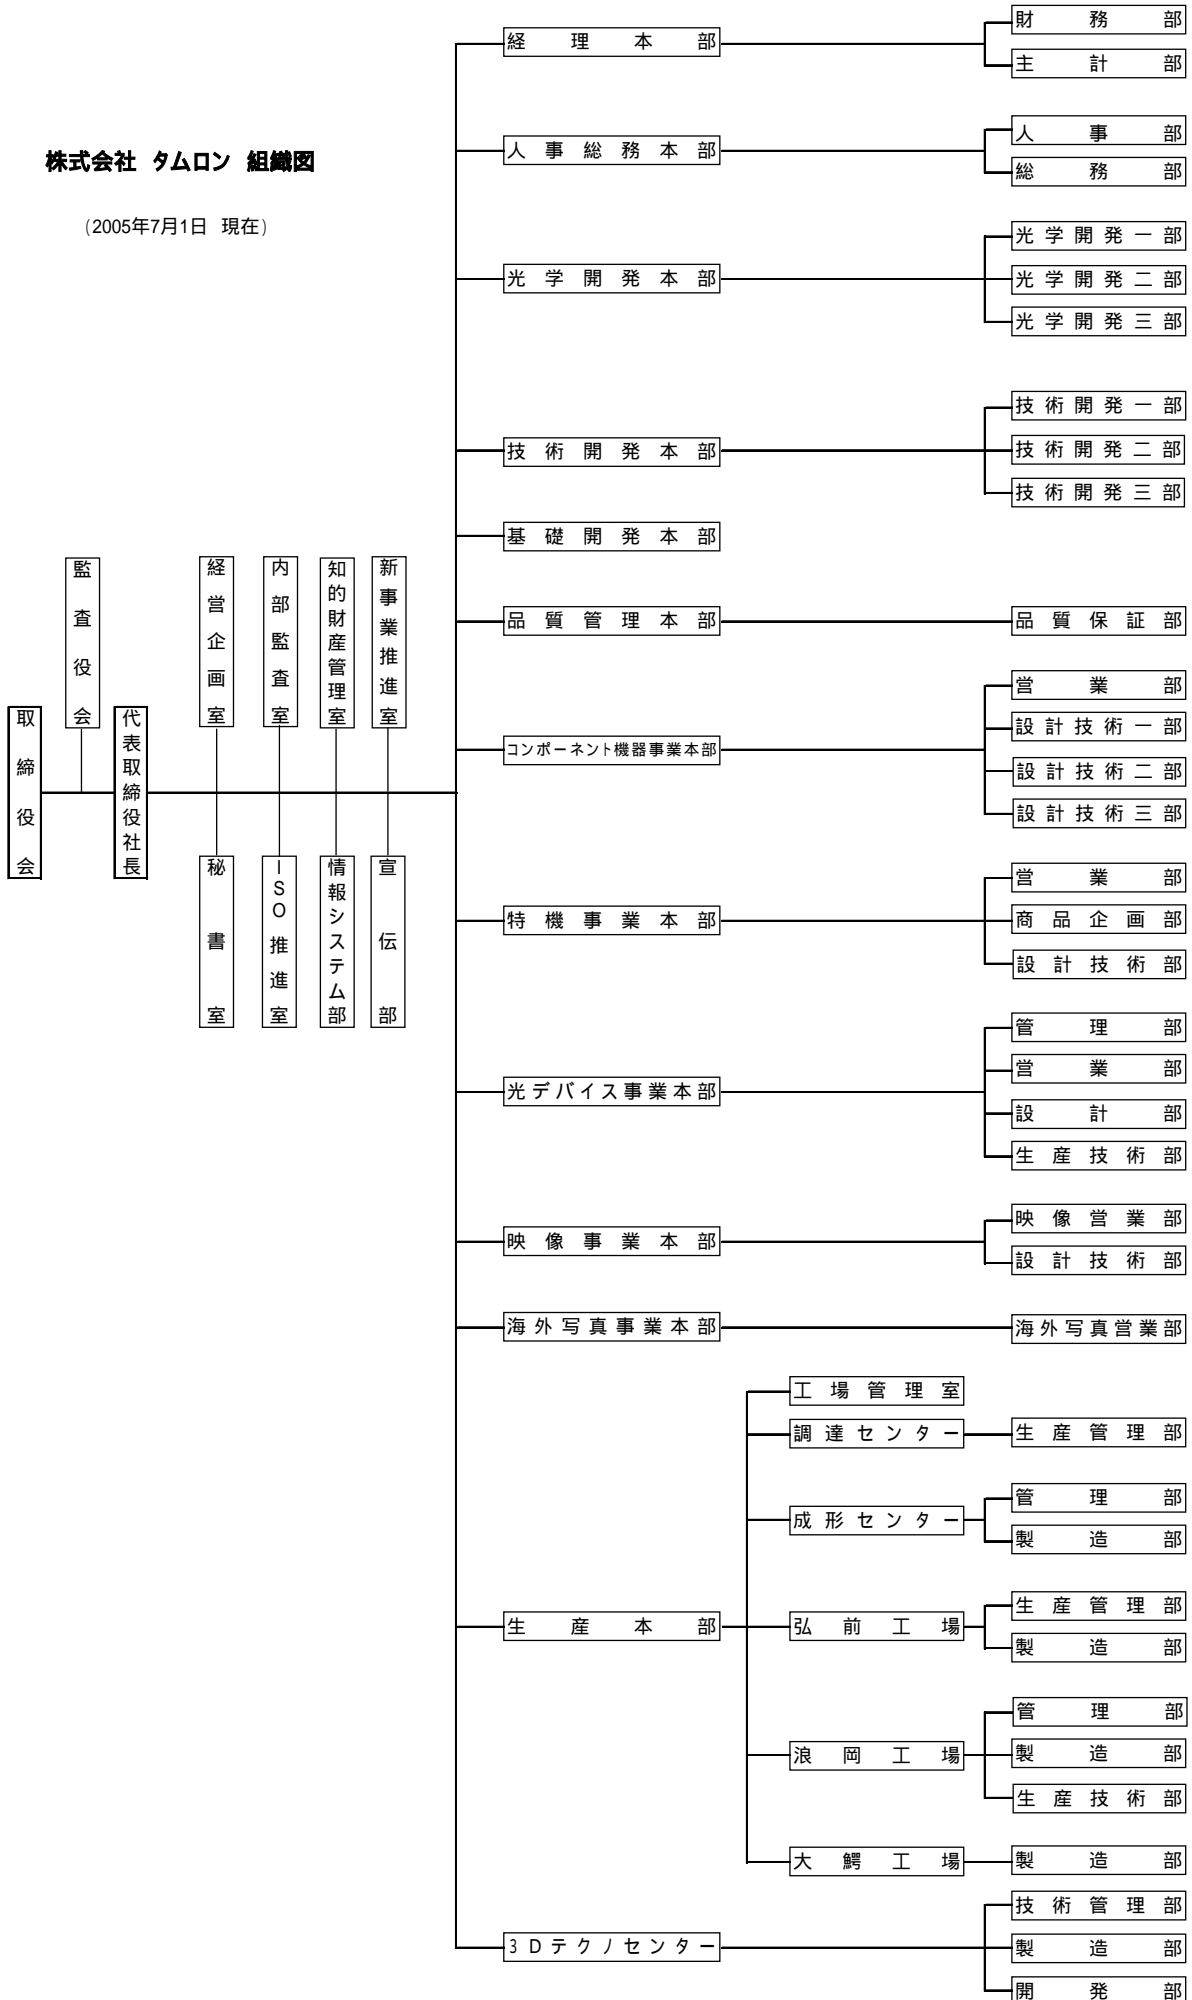 株式会社 タムロン 組織図
(2005年7月1日 現在)
取締役会
監査役会
代表取締役社長
経営企画室
内部監査室
知的財産管理室
新事業推進室
秘書室
ISO推進室
情報システム部
宣伝部
経理本部
財務部
主計部
人事総務本部
人事部
総務部
光学開発本部
光学開発一部
光学開発二部
光学開発三部
技術開発本部
技術開発一部
技術開発二部
技術開発三部
基礎開発本部
品質管理本部
品質保証部
コンポーネント機器事業本部
営業部
設計技術一部
設計技術二部
設計技術三部
特機事業本部
営業部
商品企画部
設計技術部
光デバイス事業本部
管理部
営業部
設計部
生産技術部
映像事業本部
映像営業部
設計技術部
海外写真事業本部
海外写真営業部
生産本部
工場管理室
調達センター
生産管理部
成形センター
管理部
製造部
弘前工場
生産管理部
製造部
浪岡工場
管理部
製造部
生産技術部
大鰐工場
製造部
3Dテクノセンター
技術管理部
製造部
開発部